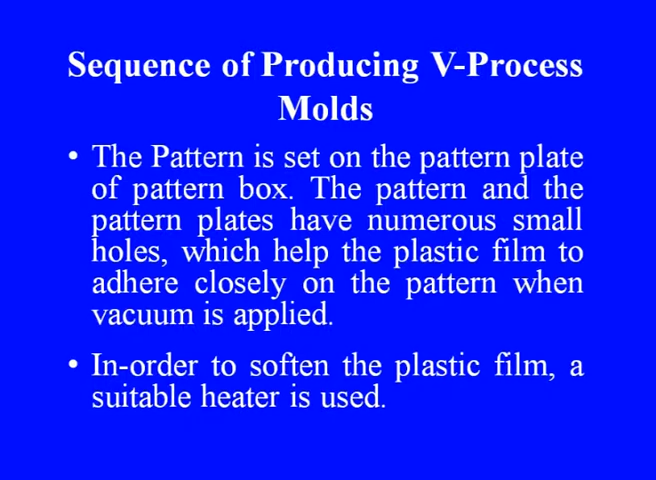 Sequence of Producing V-Process
Molds
• The Pattern is set on the pattern plate
of pattern box. The pattern and the
pattern plates have numerous small
holes, which help the plastic film to
adhere closely on the pattern when
vacuum is applied.
• In-order to soften the plastic film, a
suitable heater is used.